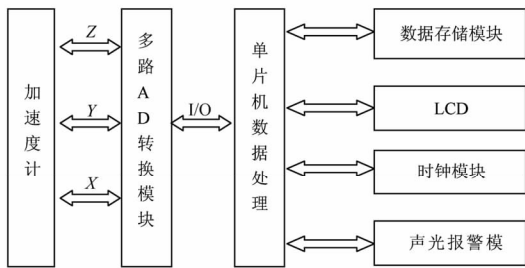 加速度计
Z
Y
X
多路AD转换模块
I/O
单片机数据处理
数据存储模块
LCD
时钟模块
声光报警模